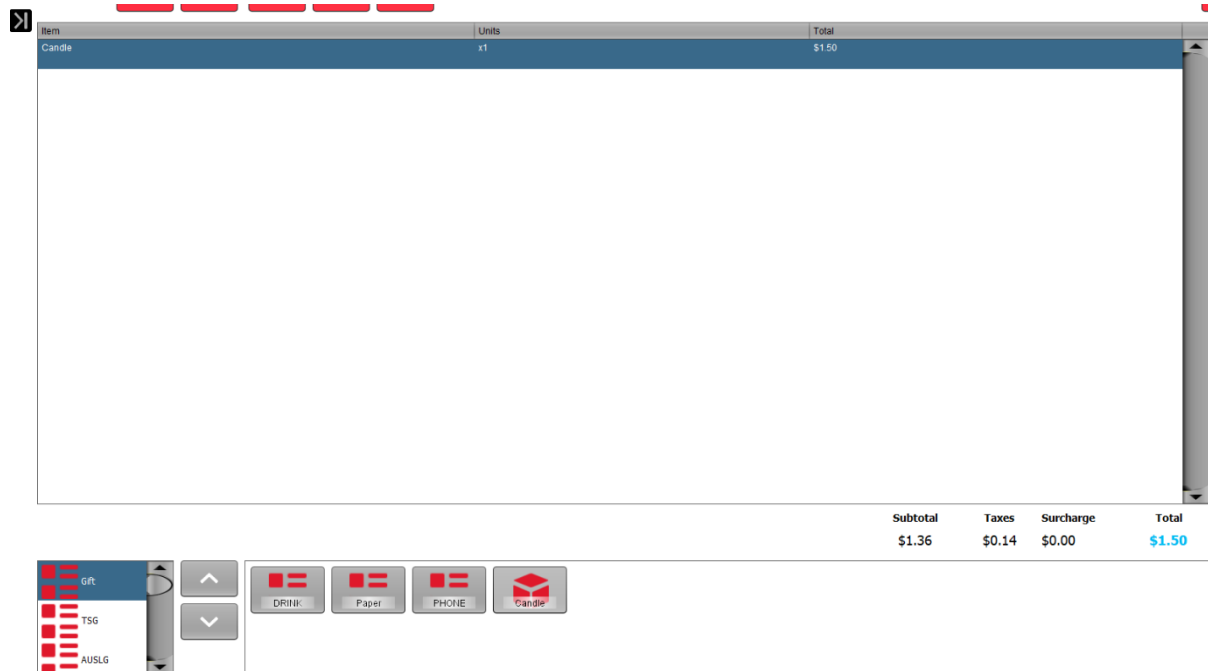 Item Units Total
Candle x1 $1.50
Subtotal Taxes Surcharge Total
$1.36 $0.14 $0.00 $1.50
Gift
TSG
AUSLG
DRINK Paper PHONE Candle